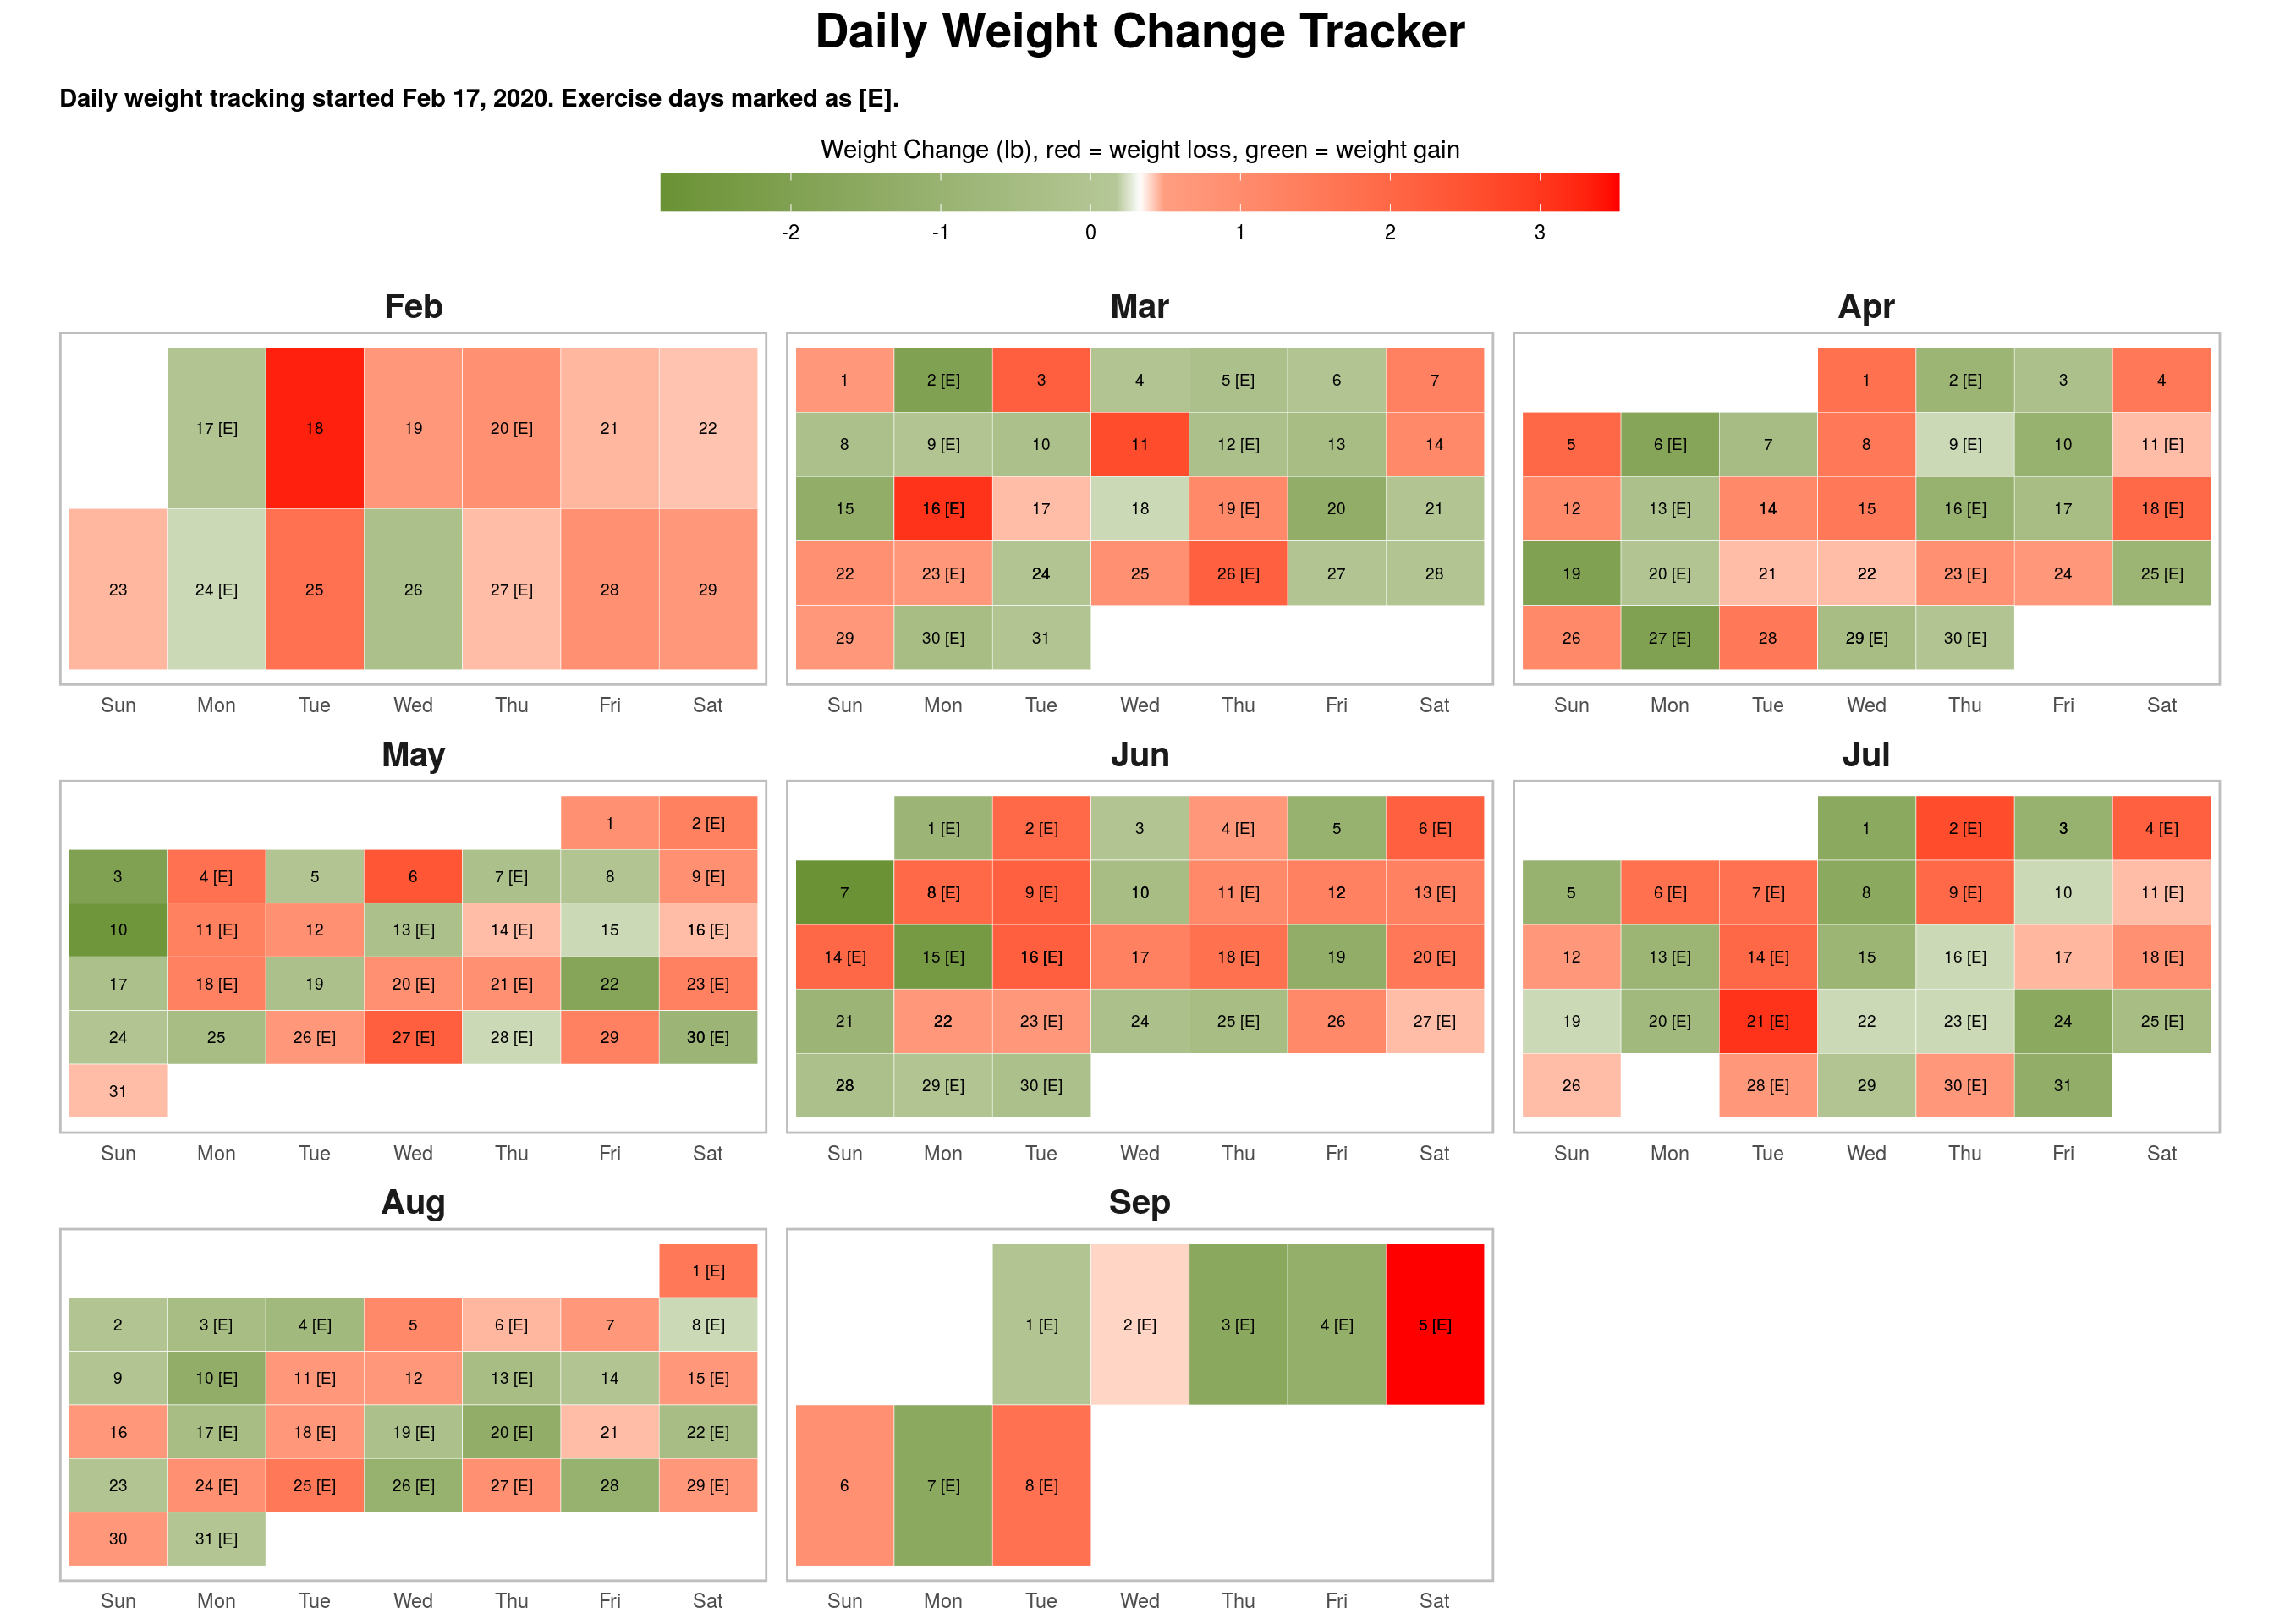 Daily Weight Change Tracker
Daily weight tracking started Feb 17, 2020. Exercise days marked as [E].
Weight Change (lb), red = weight loss, green = weight gain
-2 -1 0 1 2 3
Feb
17 [E] 18 19 20 [E] 21 22
23 24 [E] 25 26 27 [E] 28 29
Sun Mon Tue Wed Thu Fri Sat
Mar
1 2 [E] 3 4 5 [E] 6 7
8 9 [E] 10 11 12 [E] 13 14
15 16 [E] 17 18 19 [E] 20 21
22 23 [E] 24 25 26 [E] 27 28
29 30 [E] 31
Sun Mon Tue Wed Thu Fri Sat
Apr
1 2 [E] 3 4
5 6 [E] 7 8 9 [E] 10 11 [E]
12 13 [E] 14 15 16 [E] 17 18 [E]
19 20 [E] 21 22 23 [E] 24 25 [E]
26 27 [E] 28 29 [E] 30 [E]
Sun Mon Tue Wed Thu Fri Sat
May
1 2 [E]
3 4 [E] 5 6 7 [E] 8 9 [E]
10 11 [E] 12 13 [E] 14 [E] 15 16 [E]
17 18 [E] 19 20 [E] 21 [E] 22 23 [E]
24 25 26 [E] 27 [E] 28 [E] 29 30 [E]
31
Sun Mon Tue Wed Thu Fri Sat
Jun
1 [E] 2 [E] 3 4 [E] 5 6 [E]
7 8 [E] 9 [E] 10 11 [E] 12 13 [E]
14 [E] 15 [E] 16 [E] 17 18 [E] 19 20 [E]
21 22 23 [E] 24 25 [E] 26 27 [E]
28 29 [E] 30 [E]
Sun Mon Tue Wed Thu Fri Sat
Jul
1 2 [E] 3 4 [E]
5 6 [E] 7 [E] 8 9 [E] 10 11 [E]
12 13 [E] 14 [E] 15 16 [E] 17 18 [E]
19 20 [E] 21 [E] 22 23 [E] 24 25 [E]
26 28 [E] 29 30 [E] 31
Sun Mon Tue Wed Thu Fri Sat
Aug
1 [E]
2 3 [E] 4 [E] 5 6 [E] 7 8 [E]
9 10 [E] 11 [E] 12 13 [E] 14 15 [E]
16 17 [E] 18 [E] 19 [E] 20 [E] 21 22 [E]
23 24 [E] 25 [E] 26 [E] 27 [E] 28 29 [E]
30 31 [E]
Sun Mon Tue Wed Thu Fri Sat
Sep
1 [E] 2 [E] 3 [E] 4 [E] 5 [E]
6 7 [E] 8 [E]
Sun Mon Tue Wed Thu Fri Sat